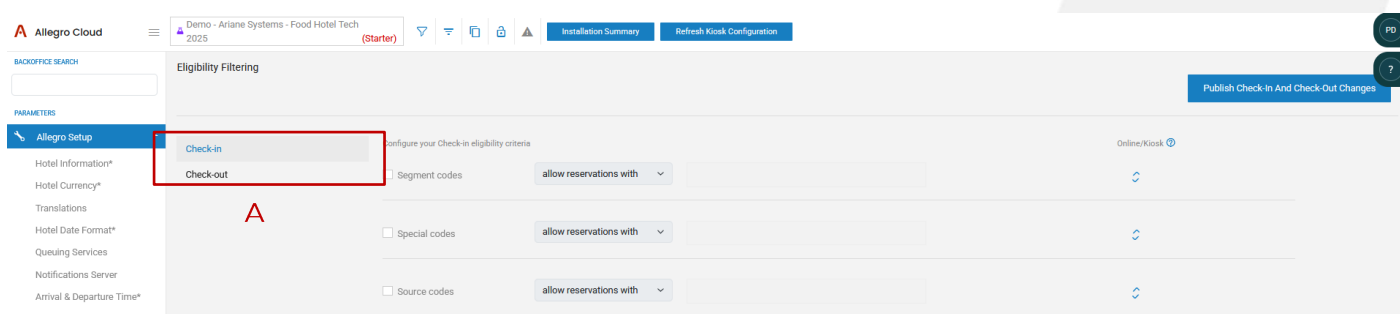 Allegro Cloud
Demo - Ariane Systems - Food Hotel Tech
2025
(Starter)
Installation Summary
Refresh Kiosk Configuration
PD
BACKOFFICE SEARCH
Eligibility Filtering
?
Publish Check-In And Check-Out Changes
PARAMETERS
Allegro Setup
Check-in
Configure your Check-in eligibility criteria
Online/Kiosk ?
Hotel Information*
Check-out
Segment codes
allow reservations with
Hotel Currency*
Translations
A
Hotel Date Format*
Special codes
allow reservations with
Queuing Services
Notifications Server
Arrival & Departure Time*
Source codes
allow reservations with